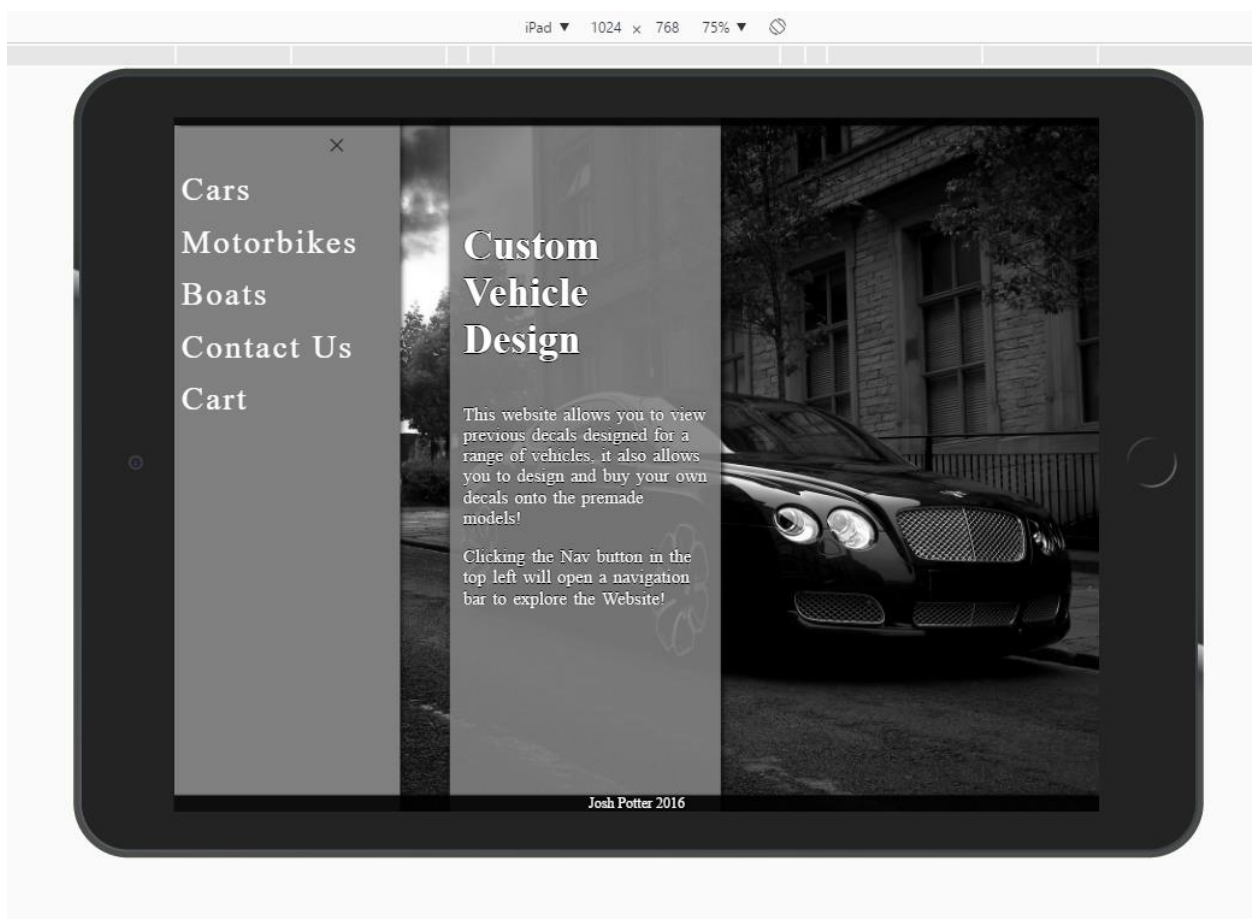 iPad ▼ 1024 × 768 75% ▼
Cars
Motorbikes
Boats
Contact Us
Cart
Custom
Vehicle
Design
This website allows you to view
previous decals designed for a
range of vehicles, it also allows
you to design and buy your own
decals onto the premade
models!
Clicking the Nav button in the
top left will open a navigation
bar to explore the Website!
Josh Potter 2016